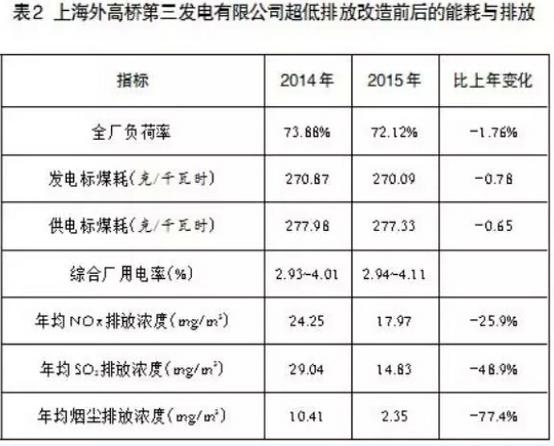 表2 上海外高桥第三发电有限公司超低排放改造前后的能耗与排放
指标 2014年 2015年 比上年变化
全厂负荷率 73.88% 72.12% -1.76%
发电标煤耗(克/千瓦时) 270.87 270.09 -0.78
供电标煤耗(克/千瓦时) 277.98 277.33 -0.65
综合厂用电率(%) 2.93~4.01 2.94~4.11
年均NOx排放浓度(mg/m³) 24.25 17.97 -25.9%
年均SO₂排放浓度(mg/m³) 29.04 14.83 -48.9%
年均烟尘排放浓度(mg/m³) 10.41 2.35 -77.4%